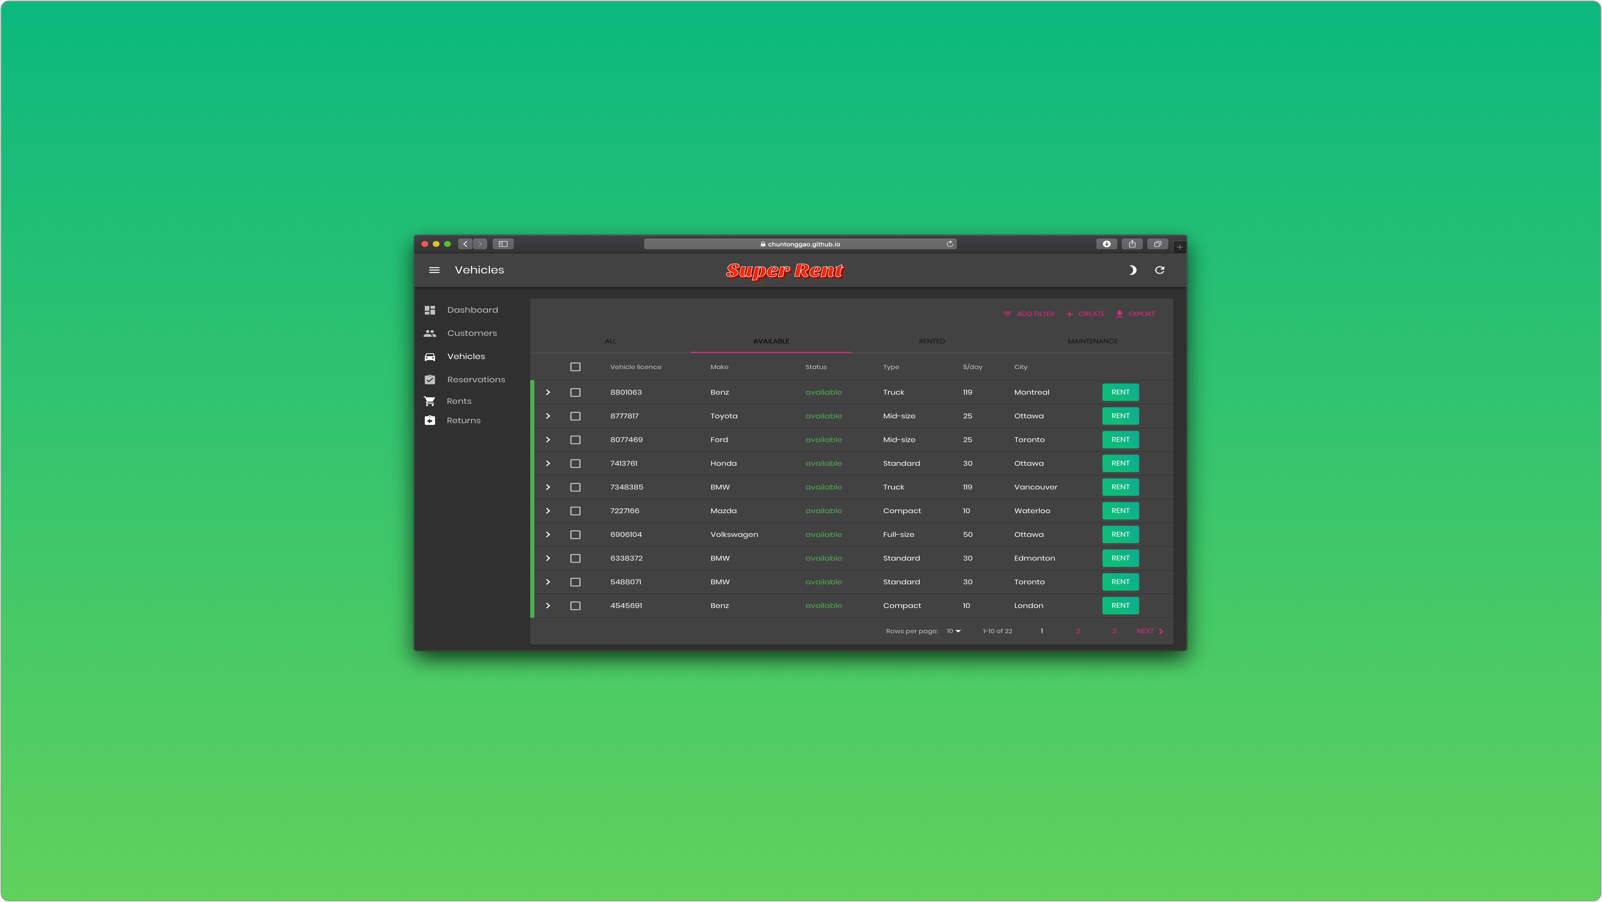 chuntonggao.github.io
Vehicles
Super Rent
Dashboard
Customers
Vehicles
Reservations
Rents
Returns
ADD FILTER CREATE EXPORT
ALL AVAILABLE RENTED MAINTENANCE
Vehicle licence Make Status Type $/day City
8801063 Benz available Truck 119 Montreal RENT
8777817 Toyota available Mid-size 25 Ottawa RENT
8077469 Ford available Mid-size 25 Toronto RENT
7413761 Honda available Standard 30 Ottawa RENT
7348385 BMW available Truck 119 Vancouver RENT
7227166 Mazda available Compact 10 Waterloo RENT
6906104 Volkswagen available Full-size 50 Ottawa RENT
6338372 BMW available Standard 30 Edmonton RENT
5488071 BMW available Standard 30 Toronto RENT
4545691 Benz available Compact 10 London RENT
Rows per page: 10 1-10 of 22 1 2 3 NEXT